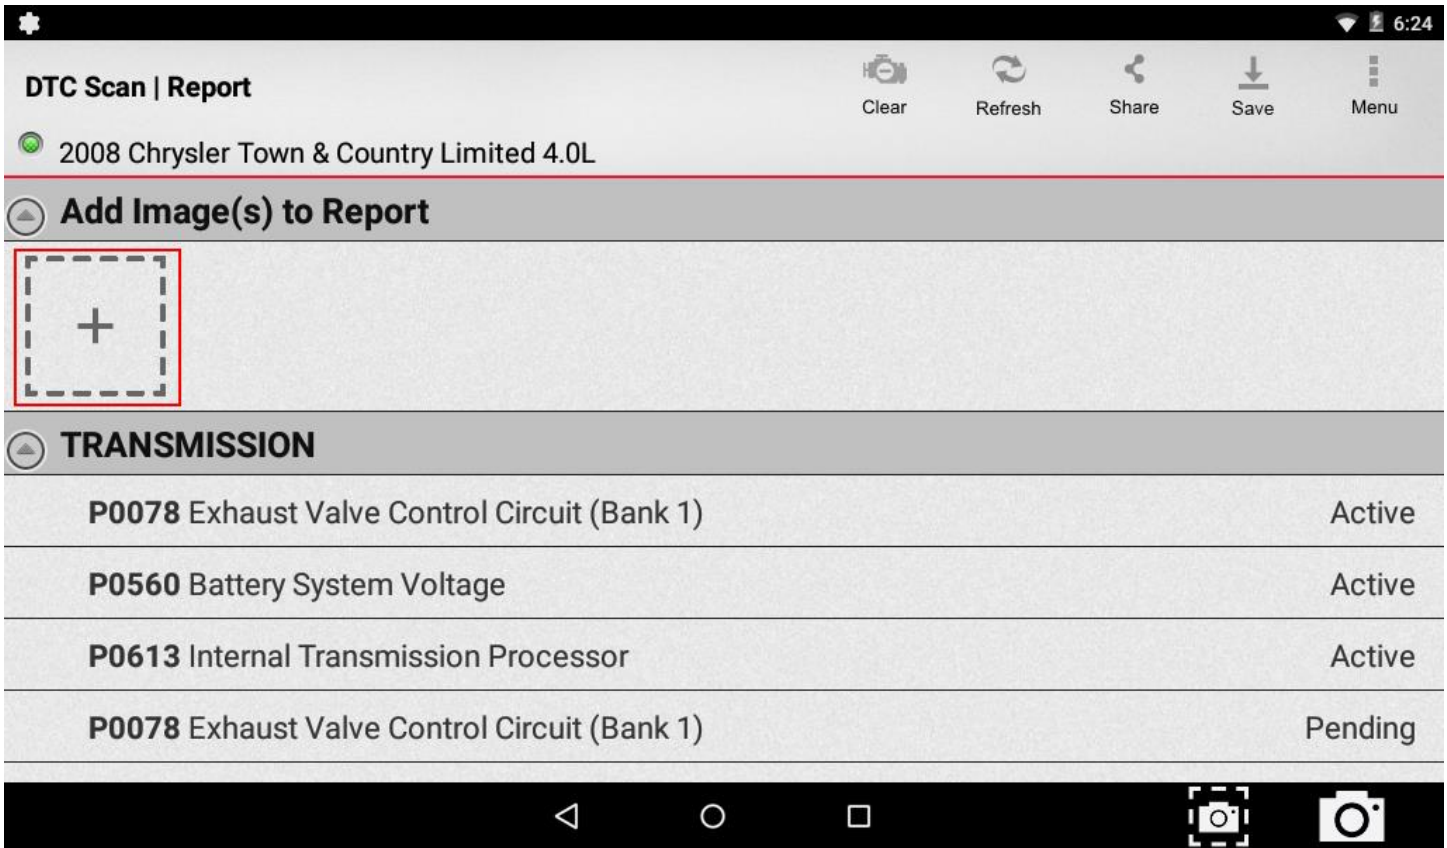 6:24
DTC Scan | Report
Clear Refresh Share Save Menu
2008 Chrysler Town & Country Limited 4.0L
Add Image(s) to Report
+
TRANSMISSION
P0078 Exhaust Valve Control Circuit (Bank 1) Active
P0560 Battery System Voltage Active
P0613 Internal Transmission Processor Active
P0078 Exhaust Valve Control Circuit (Bank 1) Pending